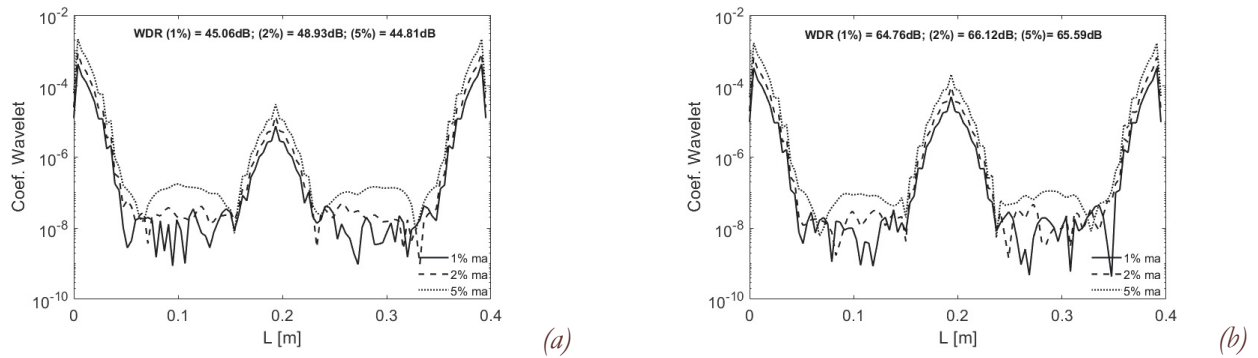 WDR (1%) = 45.06dB; (2%) = 48.93dB; (5%) = 44.81dB
10^-2
10^-4
10^-6
10^-8
10^-10
Coef. Wavelet
1% ma
2% ma
5% ma
0 0.1 0.2 0.3 0.4
L [m]
(a)
WDR (1%) = 64.76dB; (2%) = 66.12dB; (5%)= 65.59dB
10^-2
10^-4
10^-6
10^-8
10^-10
Coef. Wavelet
1% ma
2% ma
5% ma
0 0.1 0.2 0.3 0.4
L [m]
(b)